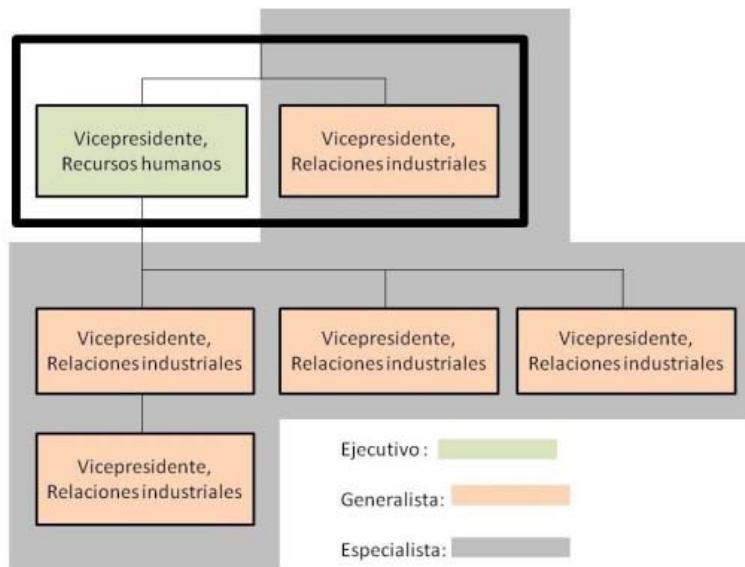 Vicepresidente,
Recursos humanos
Vicepresidente,
Relaciones industriales
Vicepresidente,
Relaciones industriales
Vicepresidente,
Relaciones industriales
Vicepresidente,
Relaciones industriales
Vicepresidente,
Relaciones industriales
Ejecutivo :
Generalista:
Especialista: